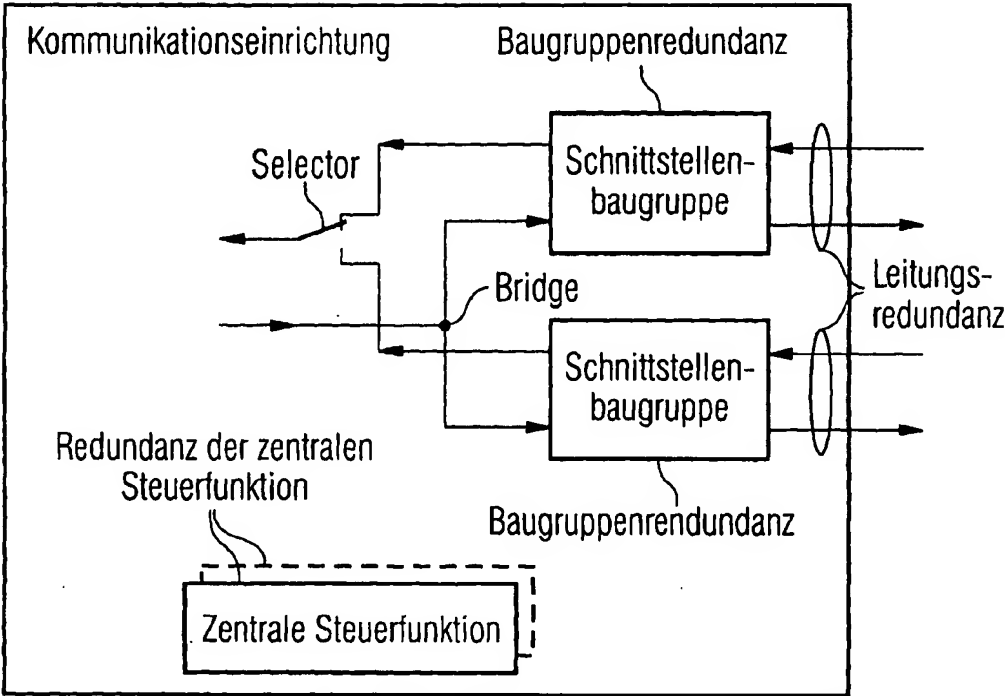 Kommunikationseinrichtung
Baugruppenredundanz
Schnittstellen-
baugruppe
Selector
Bridge
Leitungs-
redundanz
Schnittstellen-
baugruppe
Redundanz der zentralen
Steuerfunktion
Baugruppenrendundanz
Zentrale Steuerfunktion